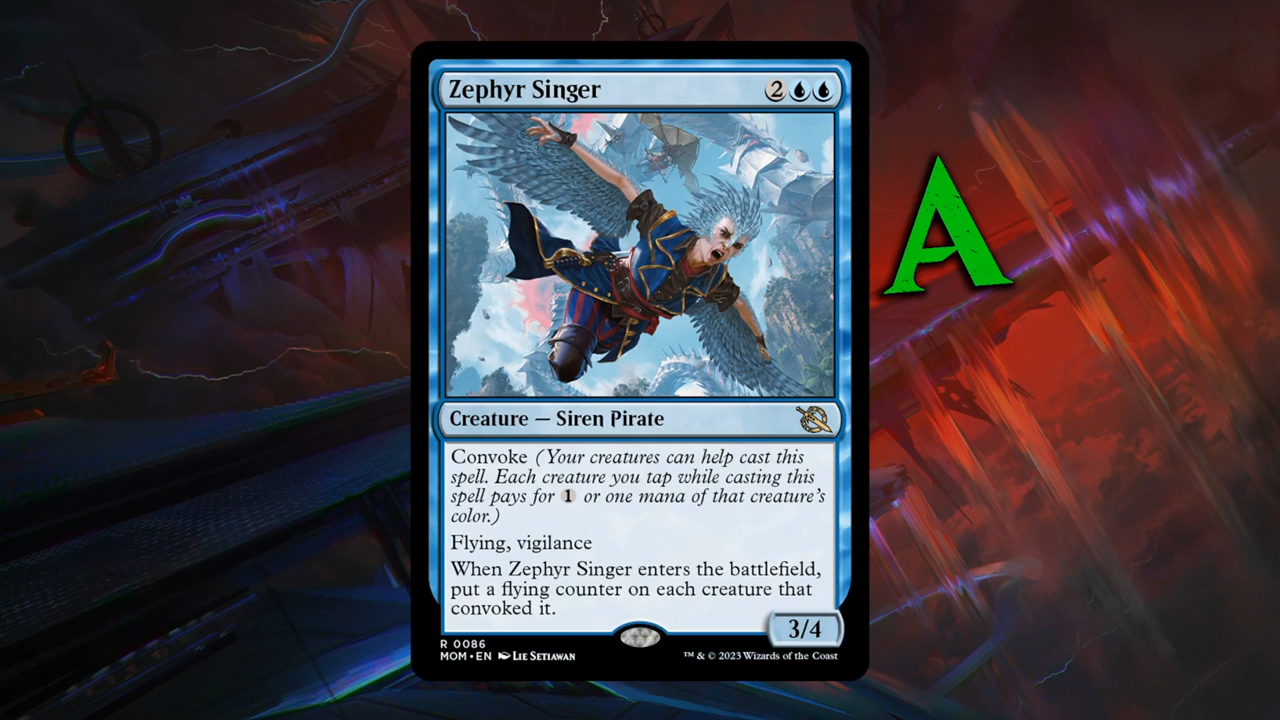 Zephyr Singer 2
A
Creature — Siren Pirate
Convoke (Your creatures can help cast this
spell. Each creature you tap while casting this
spell pays for 1 or one mana of that creature's
color.)
Flying, vigilance
When Zephyr Singer enters the battlefield,
put a flying counter on each creature that
convoked it.
3/4
R 0086
MOM • EN Lie Setiawan
™ & © 2023 Wizards of the Coast